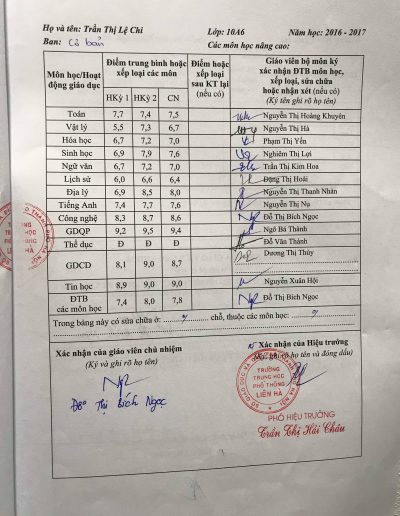 Họ và tên: Trần Thị Lệ Chi Lớp: 10A6 Năm học: 2016 - 2017
Ban: Cơ bản Các môn học nâng cao:
Môn học/Hoạt động giáo dục
Điểm trung bình hoặc xếp loại các môn
HKỳ 1 HKỳ 2 CN
Điểm hoặc xếp loại sau KT lại (nếu có)
Giáo viên bộ môn ký xác nhận ĐTB môn học, xếp loại, sửa chữa hoặc nhận xét (nếu có)
(Ký tên ghi rõ họ tên)
Toán 7,7 7,4 7,5 Nguyễn Thị Hoàng Khuyên
Vật lý 5,5 7,3 6,7 Nguyễn Thị Hà
Hóa học 6,7 7,2 7,0 Phạm Thị Yến
Sinh học 6,9 7,9 7,6 Nghiêm Thị Lợi
Ngữ văn 6,7 7,2 7,0 Trần Thị Kim Hoa
Lịch sử 6,0 6,6 6,4 Đặng Thị Hoài
Địa lý 6,9 8,5 8,0 Nguyễn Thị Thanh Nhàn
Tiếng Anh 7,4 7,7 7,6 Nguyễn Thị Nụ
Công nghệ 8,3 8,7 8,6 Đỗ Thị Bích Ngọc
GDQP 9,2 9,5 9,4 Ngô Bá Thành
Thể dục Đ Đ Đ Đỗ Văn Thành
GDCD 8,1 9,0 8,7 Dương Thị Thúy
Tin học 8,9 9,0 9,0 Nguyễn Xuân Hội
ĐTB các môn học 7,4 8,0 7,8 Đỗ Thị Bích Ngọc
Trong bảng này có sửa chữa ở: chỗ, thuộc các môn học:
Xác nhận của giáo viên chủ nhiệm
(Ký và ghi rõ họ tên)
Thị Bích Ngọc
Xác nhận của Hiệu trưởng
ghi rõ họ tên và đóng dấu)
TRƯỜNG
TRUNG HỌC
PHỔ THÔNG
LIÊN HÀ
PHÓ HIỆU TRƯỞNG
Trần Thị Hải Châu